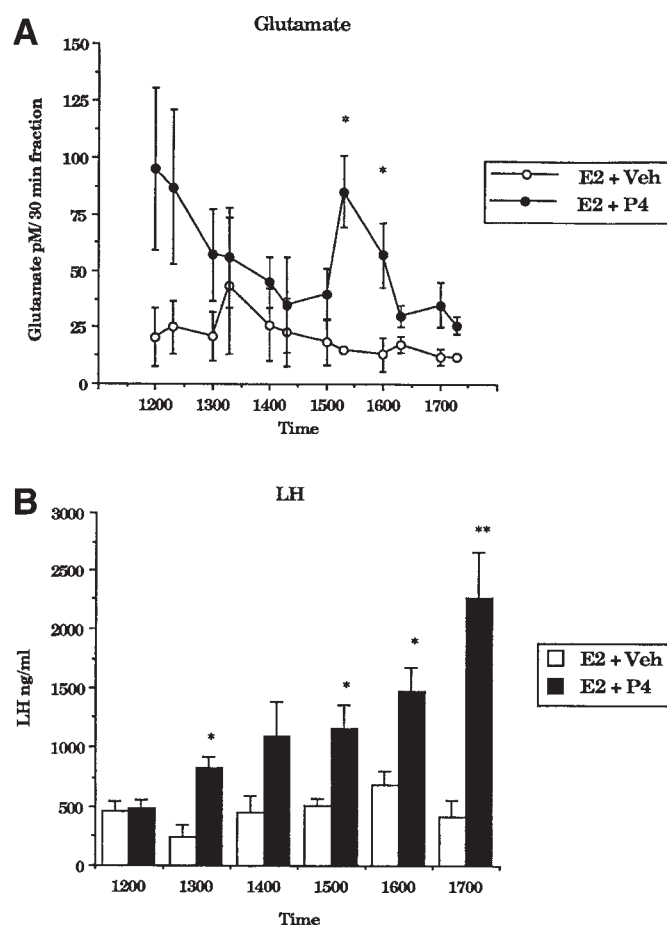 A
Glutamate
150
125
100
75
50
25
0
Glutamate pM/ 30 min fraction
*
*
E2 + Veh
E2 + P4
1200 1300 1400 1500 1600 1700
Time
B
LH
3000
2500
2000
1500
1000
500
0
LH ng/ml
*
*
*
**
E2 + Veh
E2 + P4
1200 1300 1400 1500 1600 1700
Time